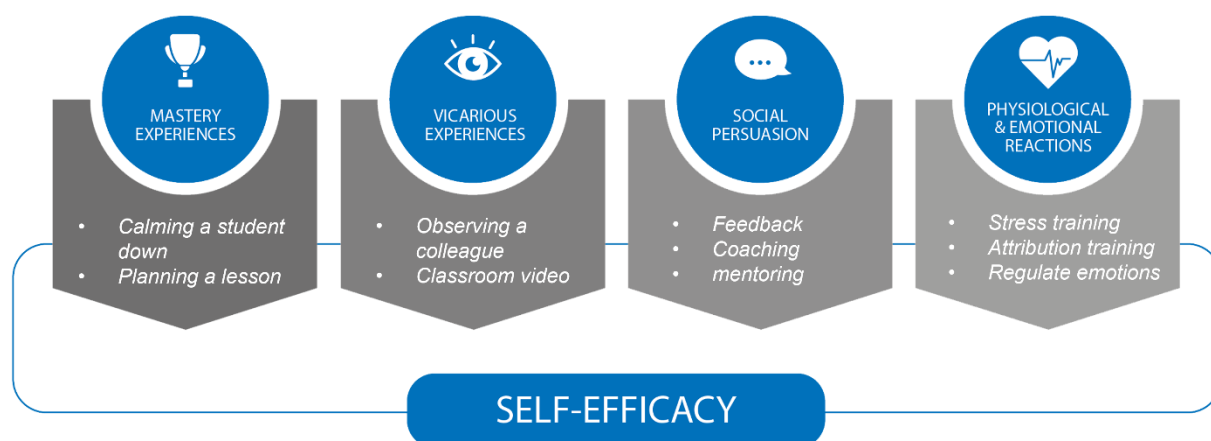 MASTERY
EXPERIENCES
• Calming a student
down
• Planning a lesson
VICARIOUS
EXPERIENCES
• Observing a
colleague
• Classroom video
SOCIAL
PERSUASION
• Feedback
• Coaching
• mentoring
PHYSIOLOGICAL
& EMOTIONAL
REACTIONS
• Stress training
• Attribution training
• Regulate emotions
SELF-EFFICACY